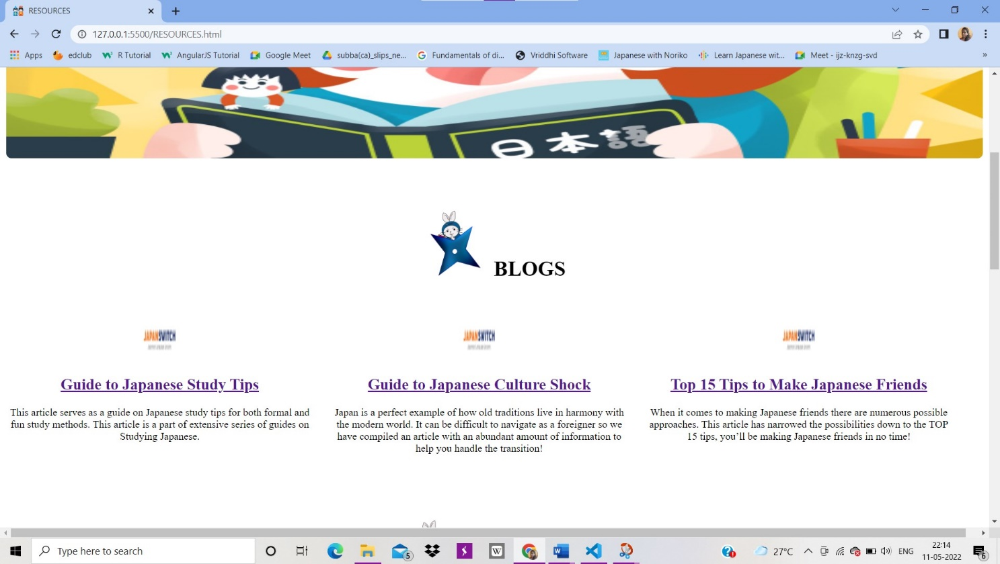 RESOURCES
127.0.0.1:5500/RESOURCES.html
Apps
edclub
R Tutorial
AngularJS Tutorial
Google Meet
subba(ca)_slips_ne...
Fundamentals of di...
Vriddhi Software
Japanese with Noriko
Learn Japanese wit...
Meet - ijz-knzg-svd
»
日本語
BLOGS
JAPANSWITCH
JAPANSWITCH
JAPANSWITCH
Guide to Japanese Study Tips
This article serves as a guide on Japanese study tips for both formal and
fun study methods. This article is a part of extensive series of guides on
Studying Japanese.
Guide to Japanese Culture Shock
Japan is a perfect example of how old traditions live in harmony with
the modern world. It can be difficult to navigate as a foreigner so we
have compiled an article with an abundant amount of information to
help you handle the transition!
Top 15 Tips to Make Japanese Friends
When it comes to making Japanese friends there are numerous possible
approaches. This article has narrowed the possibilities down to the TOP
15 tips, you’ll be making Japanese friends in no time!
Type here to search
5
W
W
27°C
ENG
22:14
11-05-2022
6